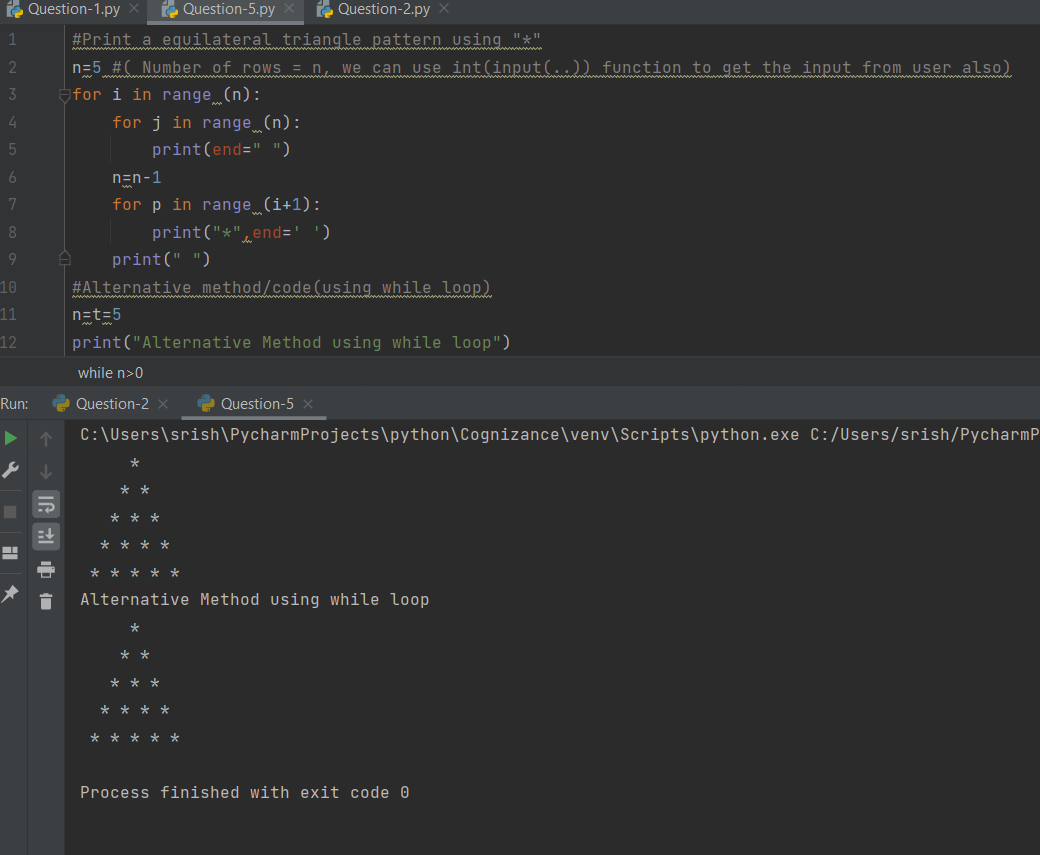 Question-1.py × Question-5.py × Question-2.py ×
1 #Print a equilateral triangle pattern using "*"
2 n=5 #( Number of rows = n, we can use int(input(..)) function to get the input from user also)
3 for i in range (n):
4     for j in range (n):
5         print(end=" ")
6     n=n-1
7     for p in range (i+1):
8         print("*",end=' ')
9     print(" ")
10 #Alternative method/code(using while loop)
11 n=t=5
12 print("Alternative Method using while loop")
while n>0
Run: Question-2 × Question-5 ×
C:\Users\srish\PycharmProjects\python\Cognizance\venv\Scripts\python.exe C:/Users/srish/PycharmP
     *
    * *
   * * *
  * * * *
 * * * * *
Alternative Method using while loop
     *
    * *
   * * *
  * * * *
 * * * * *
Process finished with exit code 0